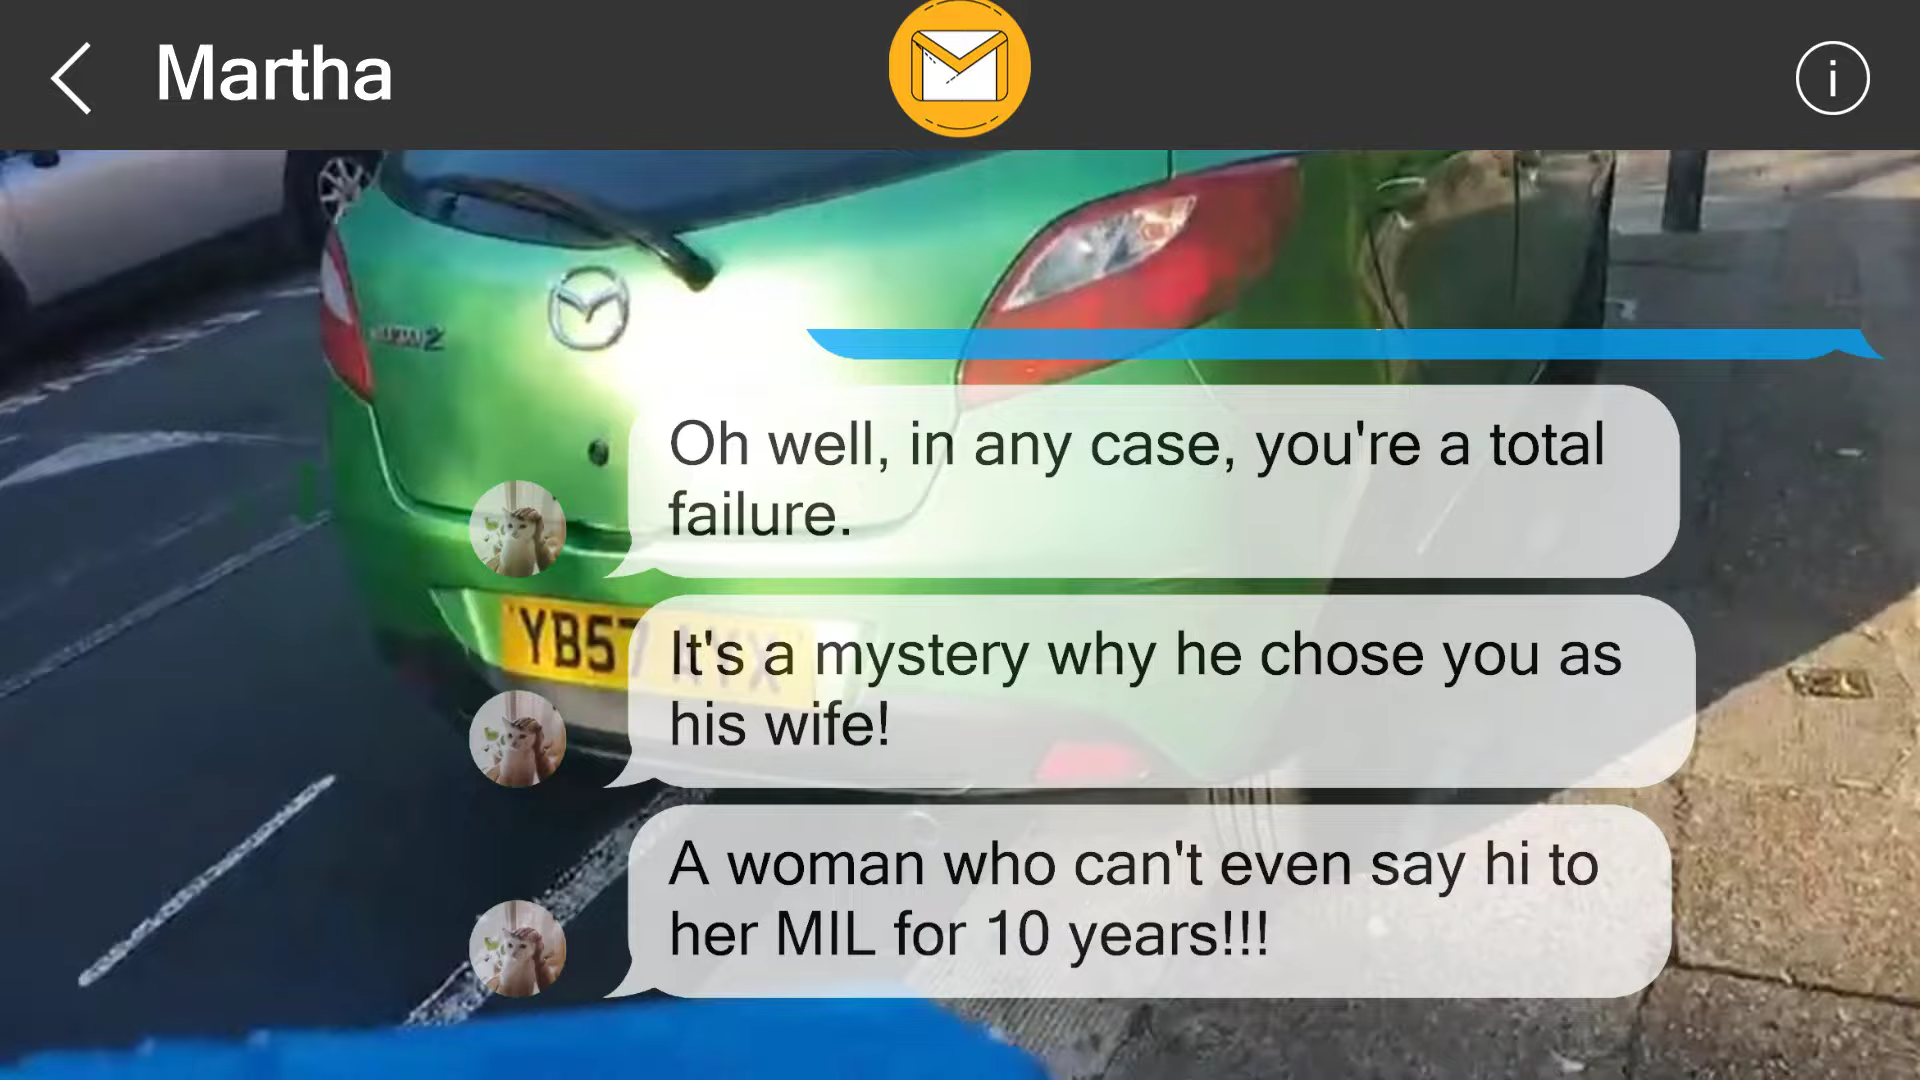 Martha
i
Oh well, in any case, you're a total
failure.
It's a mystery why he chose you as
his wife!
A woman who can't even say hi to
her MIL for 10 years!!!
YB57